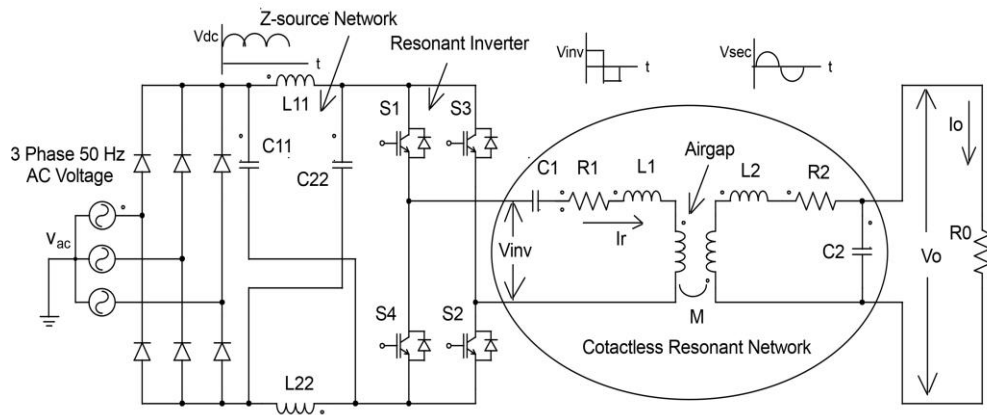 Z-source Network
Vdc
t
Resonant Inverter
Vinv
t
Vsec
t
L11
S1
S3
C11
C22
3 Phase 50 Hz
AC Voltage
Vac
Airgap
C1
R1
L1
L2
R2
Ir
Vinv
M
C2
Io
Vo
R0
S4
S2
L22
Cotactless Resonant Network